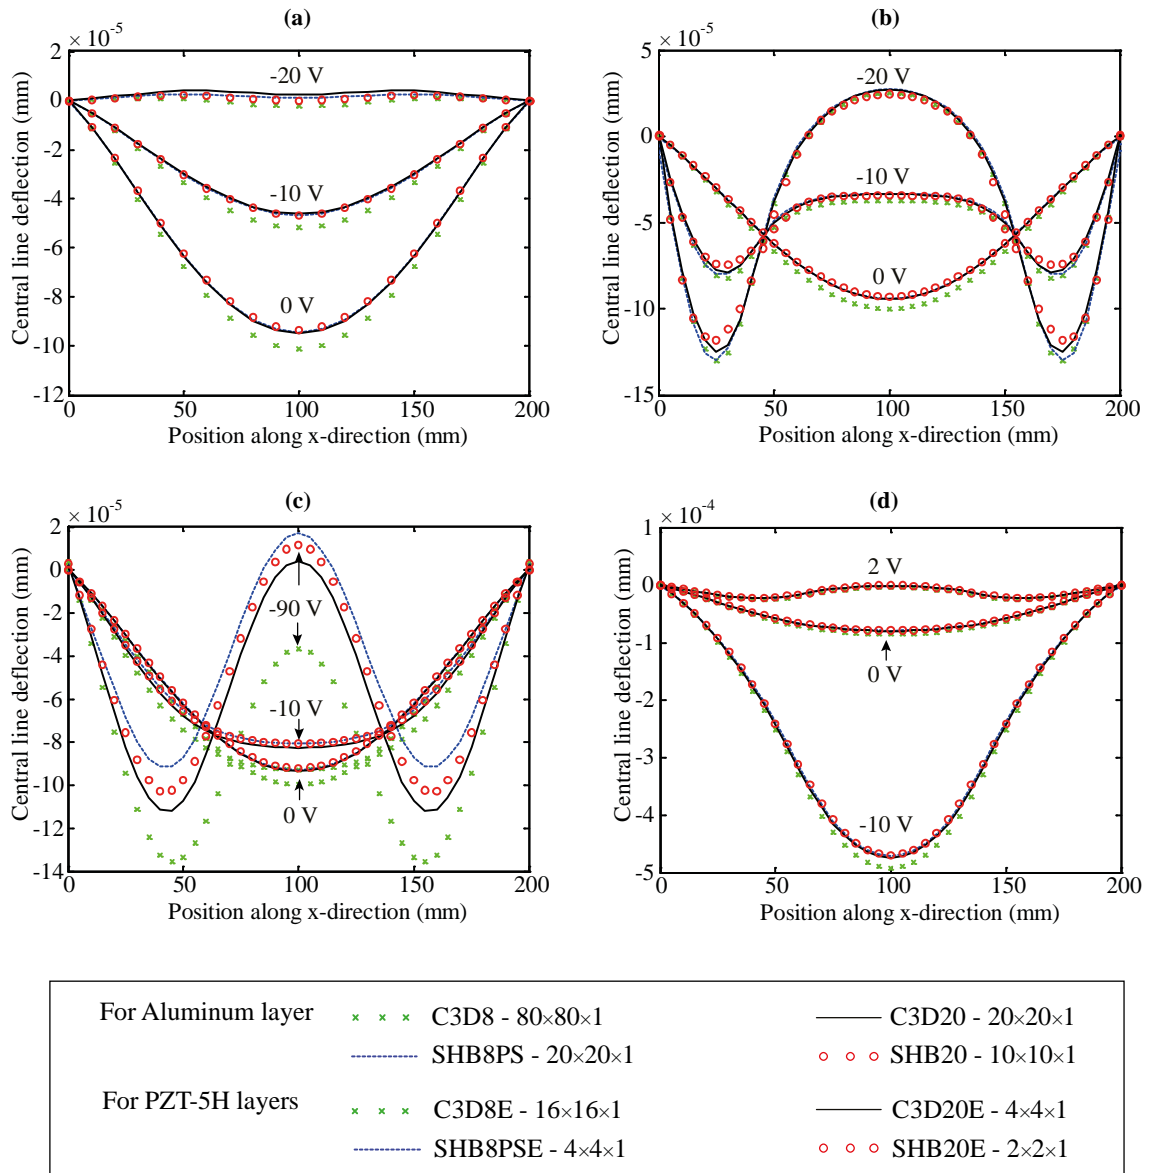 (a)
× 10⁻⁵
2
0
-2
-4
-6
-8
-10
-12
0
50
100
150
200
-20 V
-10 V
0 V
Central line deflection (mm)
Position along x-direction (mm)
(b)
× 10⁻⁵
5
0
-5
-10
-15
0
50
100
150
200
-20 V
-10 V
0 V
Central line deflection (mm)
Position along x-direction (mm)
(c)
× 10⁻⁵
2
0
-2
-4
-6
-8
-10
-12
-14
0
50
100
150
200
-90 V
-10 V
0 V
Central line deflection (mm)
Position along x-direction (mm)
(d)
× 10⁻⁴
1
0
-1
-2
-3
-4
-5
0
50
100
150
200
2 V
0 V
-10 V
Central line deflection (mm)
Position along x-direction (mm)
For Aluminum layer
C3D8 - 80×80×1
C3D20 - 20×20×1
SHB8PS - 20×20×1
SHB20 - 10×10×1
For PZT-5H layers
C3D8E - 16×16×1
C3D20E - 4×4×1
SHB8PSE - 4×4×1
SHB20E - 2×2×1